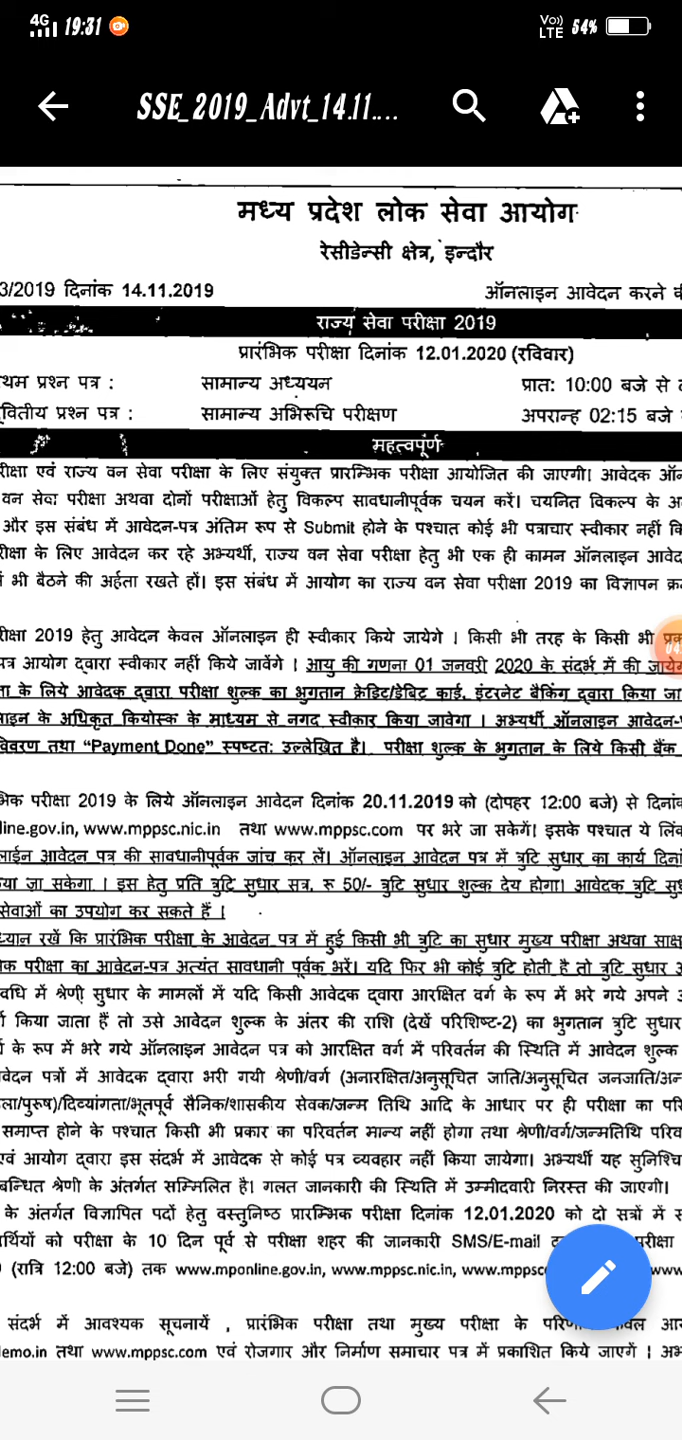 4G 19:31 Vo)) LTE 54%
SSE_2019_Advt_14.11....
मध्य प्रदेश लोक सेवा आयोग
रेसीडेन्सी क्षेत्र, इन्दौर
3/2019 दिनांक 14.11.2019 ऑनलाइन आवेदन करने की
राज्य सेवा परीक्षा 2019
प्रारंभिक परीक्षा दिनांक 12.01.2020 (रविवार)
थम प्रश्न पत्र : सामान्य अध्ययन प्रात: 10:00 बजे से
द्वितीय प्रश्न पत्र : सामान्य अभिरूचि परीक्षण अपरान्ह 02:15 बजे
महत्वपूर्ण
रीक्षा एवं राज्य वन सेवा परीक्षा के लिए संयुक्त प्रारम्भिक परीक्षा आयोजित की जाएगी। आवेदक ऑन
वन सेवा परीक्षा अथवा दोनों परीक्षाओं हेतु विकल्प सावधानीपूर्वक चयन करें। चयनित विकल्प के अ
और इस संबंध में आवेदन-पत्र अंतिम रूप से Submit होने के पश्चात कोई भी पत्राचार स्वीकार नहीं कि
रीक्षा के लिए आवेदन कर रहे अभ्यर्थी, राज्य वन सेवा परीक्षा हेतु भी एक ही कामन ऑनलाइन आवेद
में भी बैठने की अर्हता रखते हों। इस संबंध में आयोग का राज्य वन सेवा परीक्षा 2019 का विज्ञापन क्र
रीक्षा 2019 हेतु आवेदन केवल ऑनलाइन ही स्वीकार किये जायेगे । किसी भी तरह के किसी भी प्रक
पत्र आयोग द्वारा स्वीकार नहीं किये जावेंगे । आयु की गणना 01 जनवरी 2020 के संदर्भ में की जायेग
ता के लिये आवेदक द्वारा परीक्षा शुल्क का भुगतान क्रेडिट/डेबिट कार्ड, इंटरनेट बैकिंग द्वारा किया जा
लाइन के अधिकृत कियोस्क के माध्यम से नगद स्वीकार किया जावेगा । अभ्यर्थी ऑनलाइन आवेदन-प
विवरण तथा “Payment Done” स्पष्टत: उल्लेखित है। परीक्षा शुल्क के भुगतान के लिये किसी बैंक
भिक परीक्षा 2019 के लिये ऑनलाइन आवेदन दिनांक 20.11.2019 को (दोपहर 12:00 बजे) से दिनांक
line.gov.in, www.mppsc.nic.in तथा www.mppsc.com पर भरे जा सकेगें। इसके पश्चात ये लिंक
लाईन आवेदन पत्र की सावधानीपूर्वक जांच कर लें। ऑनलाइन आवेदन पत्र में त्रुटि सुधार का कार्य दिनां
या जा सकेगा । इस हेतु प्रति त्रुटि सुधार सत्र, रू 50/- त्रुटि सुधार शुल्क देय होगा। आवेदक त्रुटि सुध
सेवाओं का उपयोग कर सकते हैं ।
ध्यान रखें कि प्रारंभिक परीक्षा के आवेदन पत्र में हुई किसी भी त्रुटि का सुधार मुख्य परीक्षा अथवा साक्ष
क परीक्षा का आवेदन-पत्र अत्यंत सावधानी पूर्वक भरें। यदि फिर भी कोई त्रुटि होती है तो त्रुटि सुधार अ
वधि में श्रेणी सुधार के मामलों में यदि किसी आवेदक द्वारा आरक्षित वर्ग के रूप में भरे गये अपने
किया जाता हैं तो उसे आवेदन शुल्क के अंतर की राशि (देखें परिशिष्ट-2) का भुगतान त्रुटि सुधार
के रूप में भरे गये ऑनलाइन आवेदन पत्र को आरक्षित वर्ग में परिवर्तन की स्थिति में आवेदन शुल्क
वेदन पत्रों में आवेदक द्वारा भरी गयी श्रेणी/वर्ग (अनारक्षित/अनुसूचित जाति/अनुसूचित जनजाति/अन
ला/पुरूष)/दिव्यांगता/भूतपूर्व सैनिक/शासकीय सेवक/जन्म तिथि आदि के आधार पर ही परीक्षा का परि
समाप्त होने के पश्चात किसी भी प्रकार का परिवर्तन मान्य नहीं होगा तथा श्रेणी/वर्ग/जन्मतिथि परिव
एवं आयोग द्वारा इस संदर्भ में आवेदक से कोई पत्र व्यवहार नहीं किया जायेगा। अभ्यर्थी यह सुनिश्चि
बन्धित श्रेणी के अंतर्गत सम्मिलित है। गलत जानकारी की स्थिति में उम्मीदवारी निरस्त की जाएगी।
के अंतर्गत विज्ञापित पदों हेतु वस्तुनिष्ठ प्रारम्भिक परीक्षा दिनांक 12.01.2020 को दो सत्रों में स
र्थियों को परीक्षा के 10 दिन पूर्व से परीक्षा शहर की जानकारी SMS/E-mail परीक्षा
(रात्रि 12:00 बजे) तक www.mponline.gov.in, www.mppsc.nic.in, www.mppsc www
संदर्भ में आवश्यक सूचनायें , प्रारंभिक परीक्षा तथा मुख्य परीक्षा के
demo.in तथा www.mppsc.com एवं रोजगार और निर्माण समाचार पत्र में प्रकाशित किये जाएगें । अभ